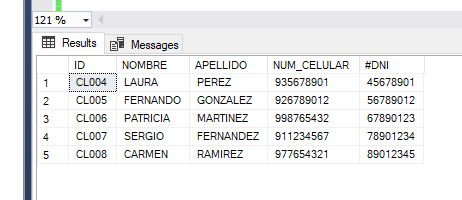 121 %
Results Messages
ID NOMBRE APELLIDO NUM_CELULAR #DNI
1 CL004 LAURA PEREZ 935678901 45678901
2 CL005 FERNANDO GONZALEZ 926789012 56789012
3 CL006 PATRICIA MARTINEZ 998765432 67890123
4 CL007 SERGIO FERNANDEZ 911234567 78901234
5 CL008 CARMEN RAMIREZ 977654321 89012345